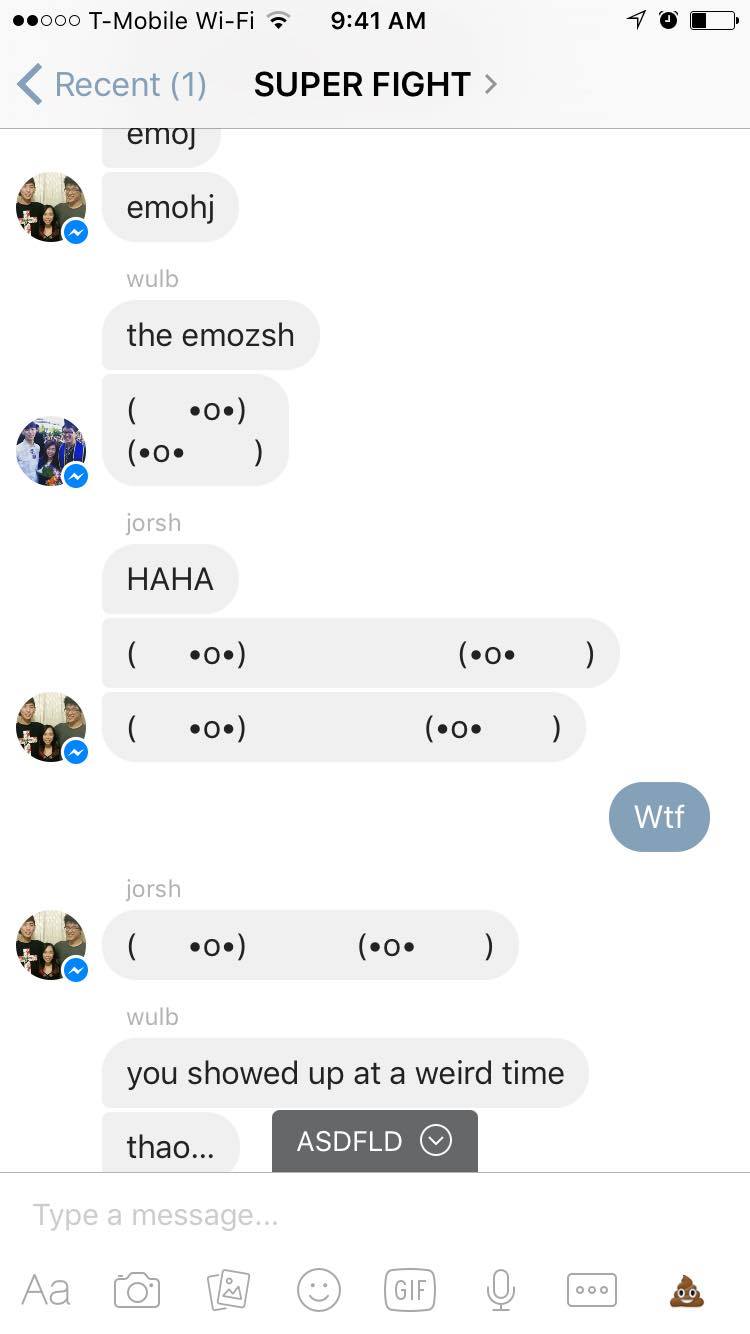 T-Mobile Wi-Fi 9:41 AM
Recent (1) SUPER FIGHT
emoj
emohj
wulb
the emozsh
(      •o•)
(•o•        )
jorsh
HAHA
(      •o•)                         (•o•        )
(      •o•)                     (•o•        )
Wtf
jorsh
(      •o•)             (•o•        )
wulb
you showed up at a weird time
thao...
ASDFLD
Type a message...
Aa GIF